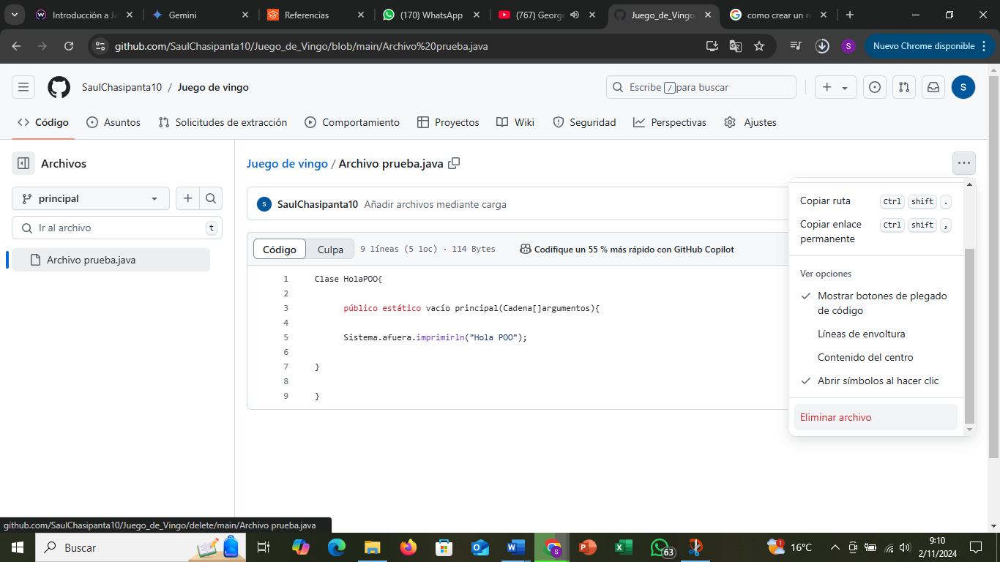 Introducción a Ja
Gemini
Referencias
(170) WhatsApp
(767) George
Juego_de_Vingo
como crear un re
github.com/SaulChasipanta10/Juego_de_Vingo/blob/main/Archivo%20prueba.java
S
Nuevo Chrome disponible
SaulChasipanta10 / Juego de vingo
Escribe / para buscar
S
Código
Asuntos
Solicitudes de extracción
Comportamiento
Proyectos
Wiki
Seguridad
Perspectivas
Ajustes
Archivos
principal
Ir al archivo
t
Archivo prueba.java
Juego de vingo / Archivo prueba.java
S
SaulChasipanta10 Añadir archivos mediante carga
Código
Culpa
9 líneas (5 loc) · 114 Bytes
Codifique un 55 % más rápido con GitHub Copilot
1 Clase HolaPOO{
2
3 público estático vacío principal(Cadena[]argumentos){
4
5 Sistema.afuera.imprimirln("Hola POO");
6
7 }
8
9 }
Copiar ruta ctrl shift .
Copiar enlace ctrl shift ,
permanente
Ver opciones
Mostrar botones de plegado
de código
Líneas de envoltura
Contenido del centro
Abrir símbolos al hacer clic
Eliminar archivo
github.com/SaulChasipanta10/Juego_de_Vingo/delete/main/Archivo prueba.java
Buscar
63
1
16°C
9:10
2/11/2024